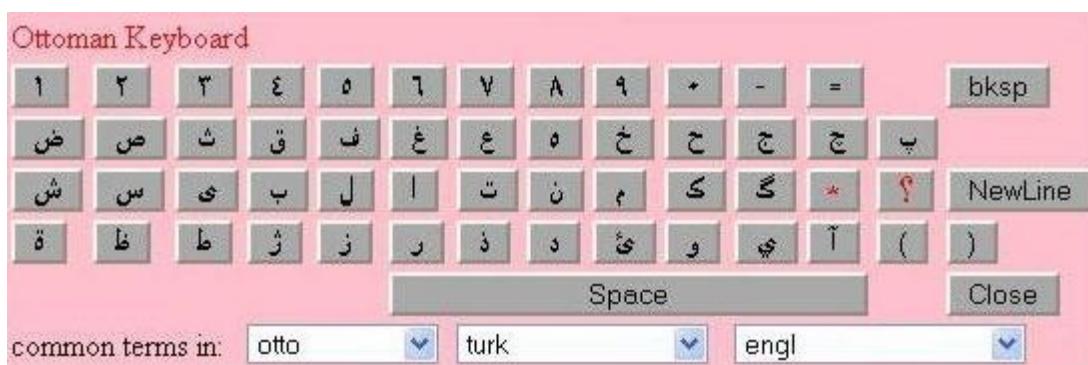 Ottoman Keyboard
١ ٢ ٣ ٤ ٥ ٦ ٧ ٨ ٩ ٠ - = bksp
ض ص ث ق ف غ ع ه خ ح ج چ پ
ش س ی ب ل ا ت ن م ک گ * ؟ NewLine
ة ظ ط ژ ز ر ذ د ئ و ي آ ( )
Space Close
common terms in: otto turk engl